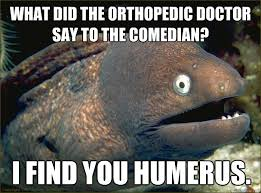 WHAT DID THE ORTHOPEDIC DOCTOR
SAY TO THE COMEDIAN?
I FIND YOU HUMERUS.